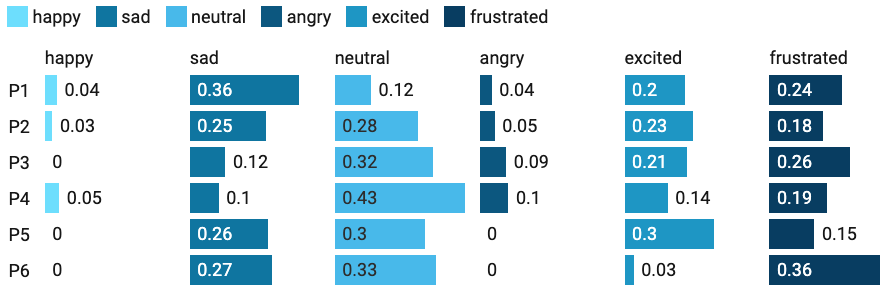 happy sad neutral angry excited frustrated
happy sad neutral angry excited frustrated
P1 0.04 0.36 0.12 0.04 0.2 0.24
P2 0.03 0.25 0.28 0.05 0.23 0.18
P3 0 0.12 0.32 0.09 0.21 0.26
P4 0.05 0.1 0.43 0.1 0.14 0.19
P5 0 0.26 0.3 0 0.3 0.15
P6 0 0.27 0.33 0 0.03 0.36